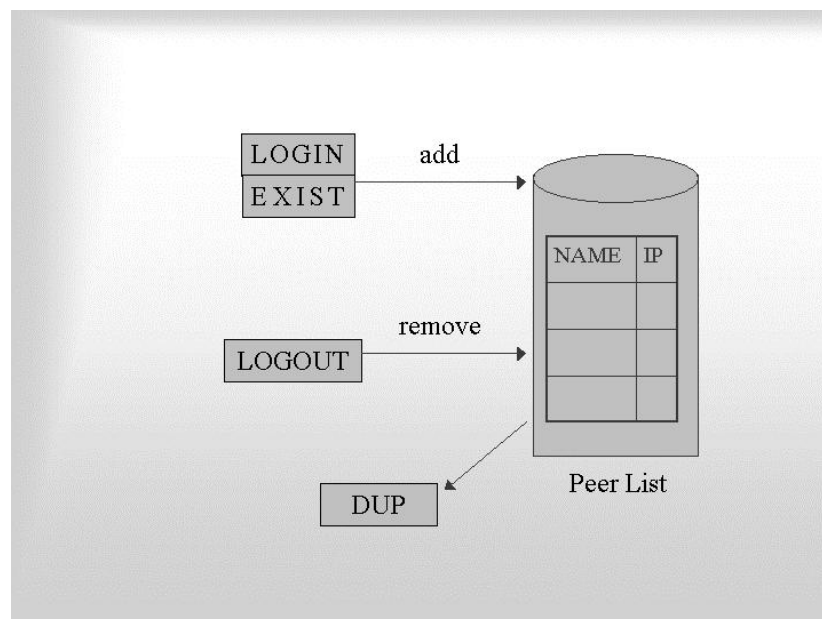 LOGIN
add
EXIST
NAME IP
remove
LOGOUT
Peer List
DUP